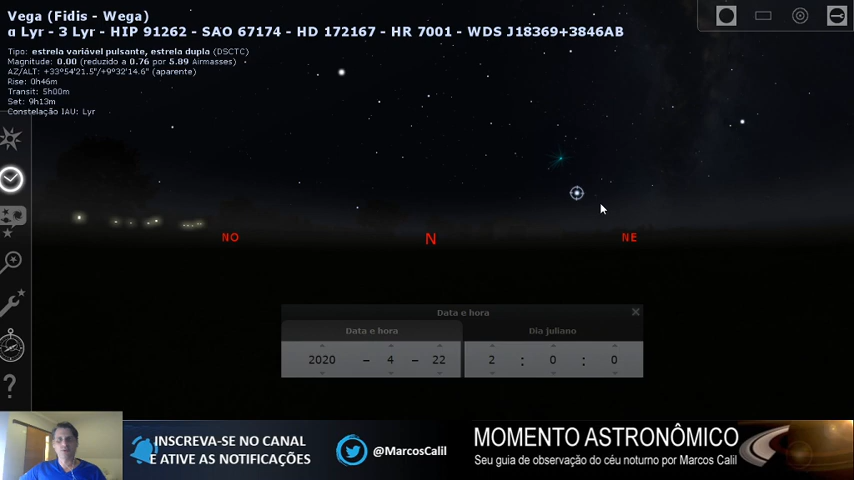 Vega (Fidis - Wega)
α Lyr - 3 Lyr - HIP 91262 - SAO 67174 - HD 172167 - HR 7001 - WDS J18369+3846AB
Tipo: estrela variável pulsante, estrela dupla (DSCTC)
Magnitude: 0.00 (reduzido a 0.76 por 5.89 Airmasses)
AZ/ALT: +33°54'21.5"/+9°32'14.6" (aparente)
Rise: 0h46m
Transit: 5h00m
Set: 9h13m
Constelação IAU: Lyr
NO
N
NE
Data e hora
Data e hora
Dia juliano
2020 - 4 - 22 2 : 0 : 0
INSCREVA-SE NO CANAL
E ATIVE AS NOTIFICAÇÕES
@MarcosCalil
MOMENTO ASTRONÔMICO
Seu guia de observação do céu noturno por Marcos Calil